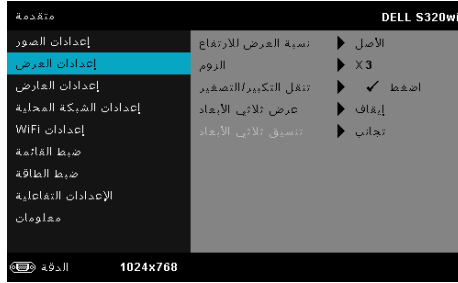 متقدمة
DELL S320wi
إعدادات الصور
إعدادات العرض
إعدادات العارض
إعدادات الشبكة المحلية
إعدادات WiFi
ضبط القائمة
ضبط الطاقة
الإعدادات التفاعلية
معلومات
نسبة العرض للارتفاع الأصل
الزوم X 3
تنقل التكبير/التصغير اضغط
عرض ثلاثي الأبعاد إيقاف
تنسيق ثلاثي الأبعاد تجانب
الدقة 1024x768